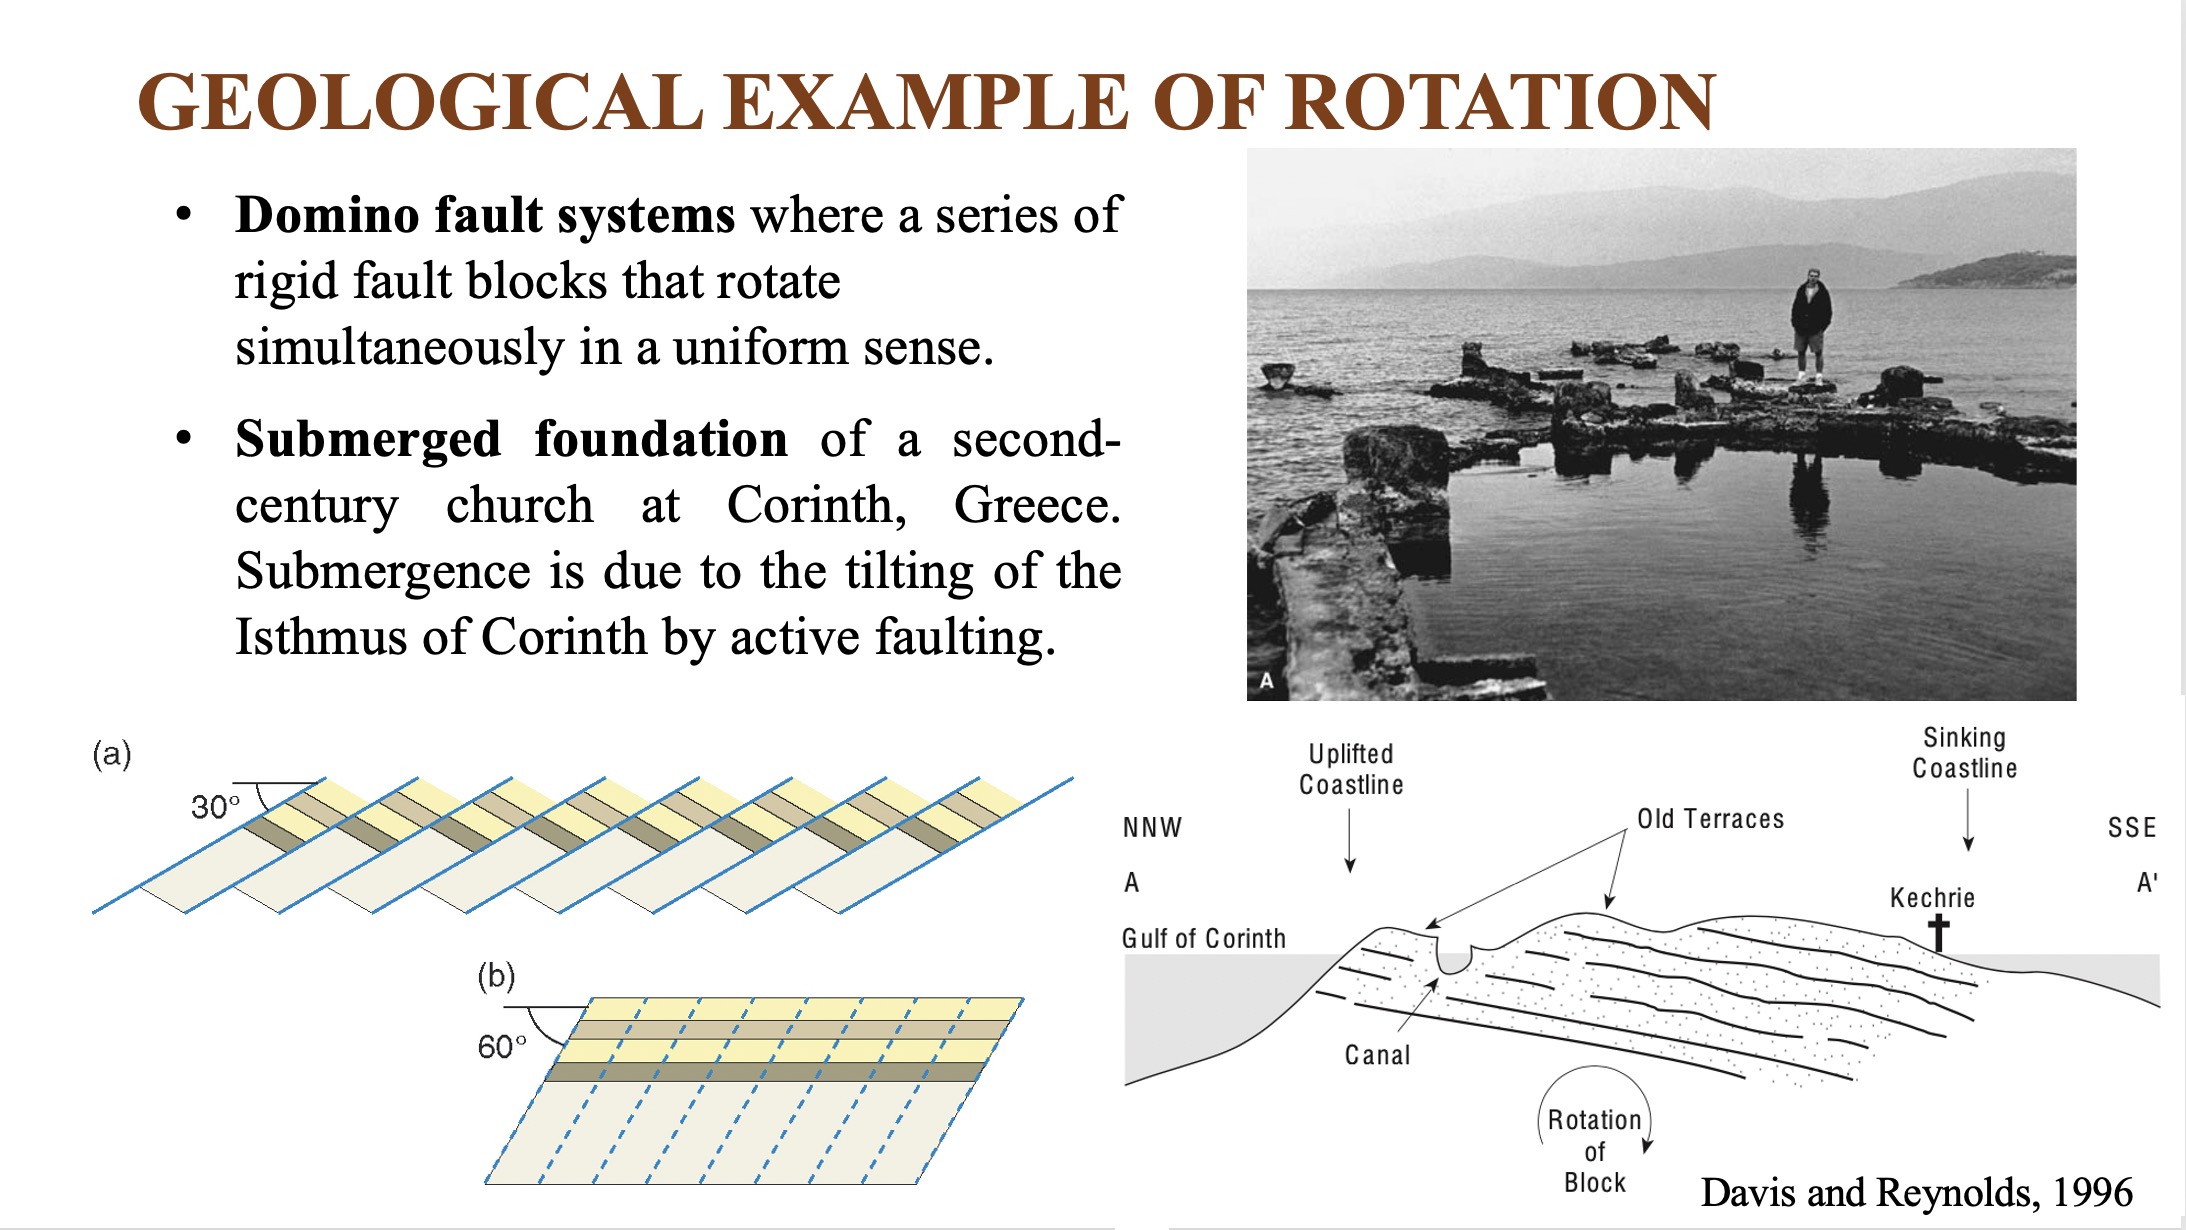 GEOLOGICAL EXAMPLE OF ROTATION
• Domino fault systems where a series of
rigid fault blocks that rotate
simultaneously in a uniform sense.
• Submerged foundation of a second-
century church at Corinth, Greece.
Submergence is due to the tilting of the
Isthmus of Corinth by active faulting.
A
(a)
30°
(b)
60°
Uplifted
Coastline
Sinking
Coastline
Old Terraces
NNW
SSE
A
A'
Kechrie
Gulf of Corinth
Canal
Rotation
of
Block
Davis and Reynolds, 1996